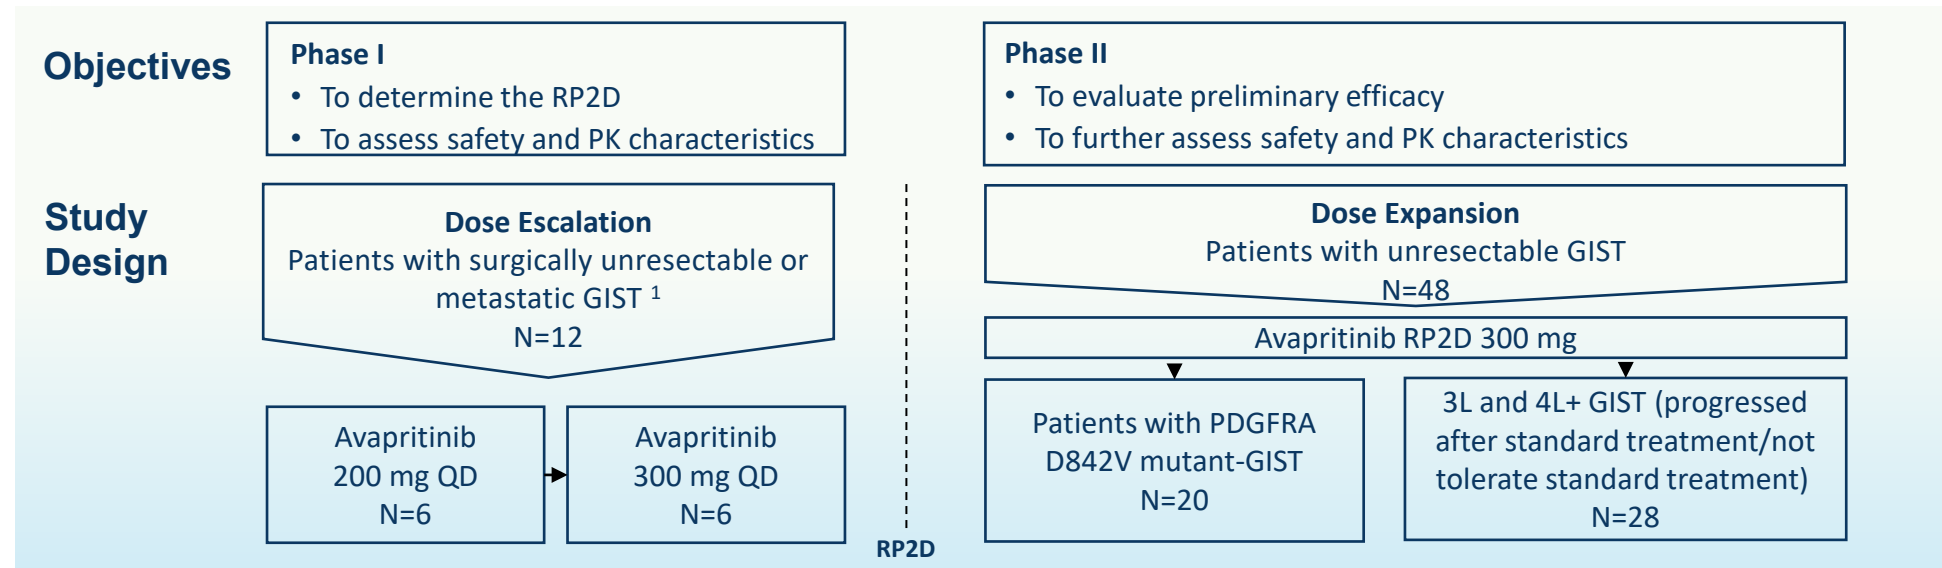 Objectives
Phase I
• To determine the RP2D
• To assess safety and PK characteristics
Phase II
• To evaluate preliminary efficacy
• To further assess safety and PK characteristics
Study
Design
Dose Escalation
Patients with surgically unresectable or
metastatic GIST 1
N=12
Avapritinib
200 mg QD
N=6
Avapritinib
300 mg QD
N=6
RP2D
Dose Expansion
Patients with unresectable GIST
N=48
Avapritinib RP2D 300 mg
Patients with PDGFRA
D842V mutant-GIST
N=20
3L and 4L+ GIST (progressed
after standard treatment/not
tolerate standard treatment)
N=28